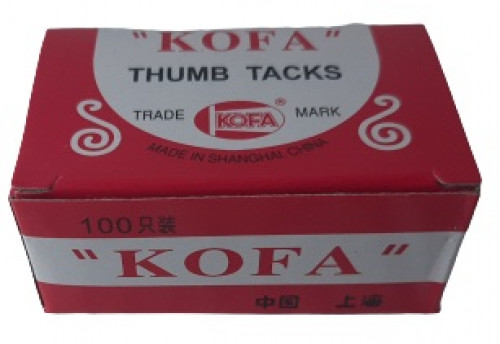 "KOFA"
THUMB TACKS
TRADE KOFA ® MARK
MADE IN SHANGHAI. CHINA
100只装
"KOFA"
中国 上海